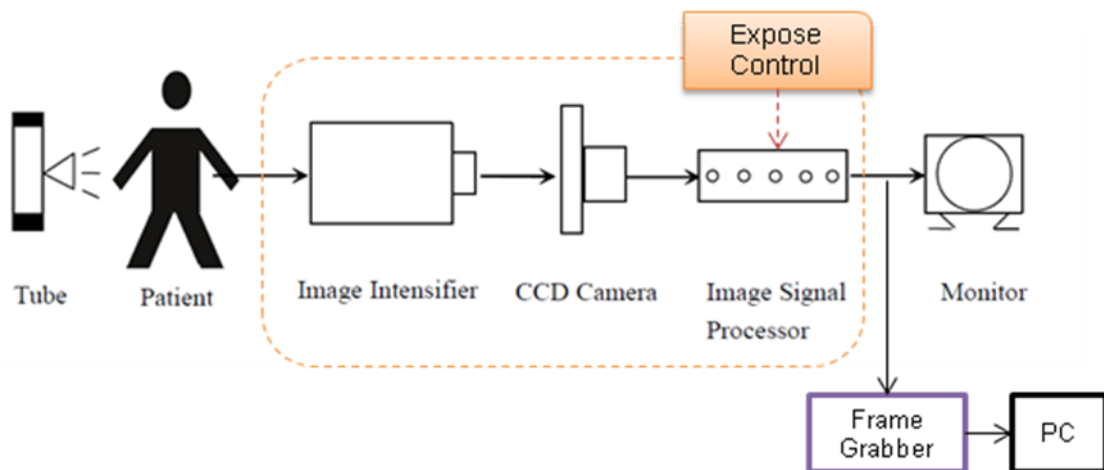 Expose
Control
Tube
Patient
Image Intensifier
CCD Camera
Image Signal
Processor
Monitor
Frame
Grabber
PC